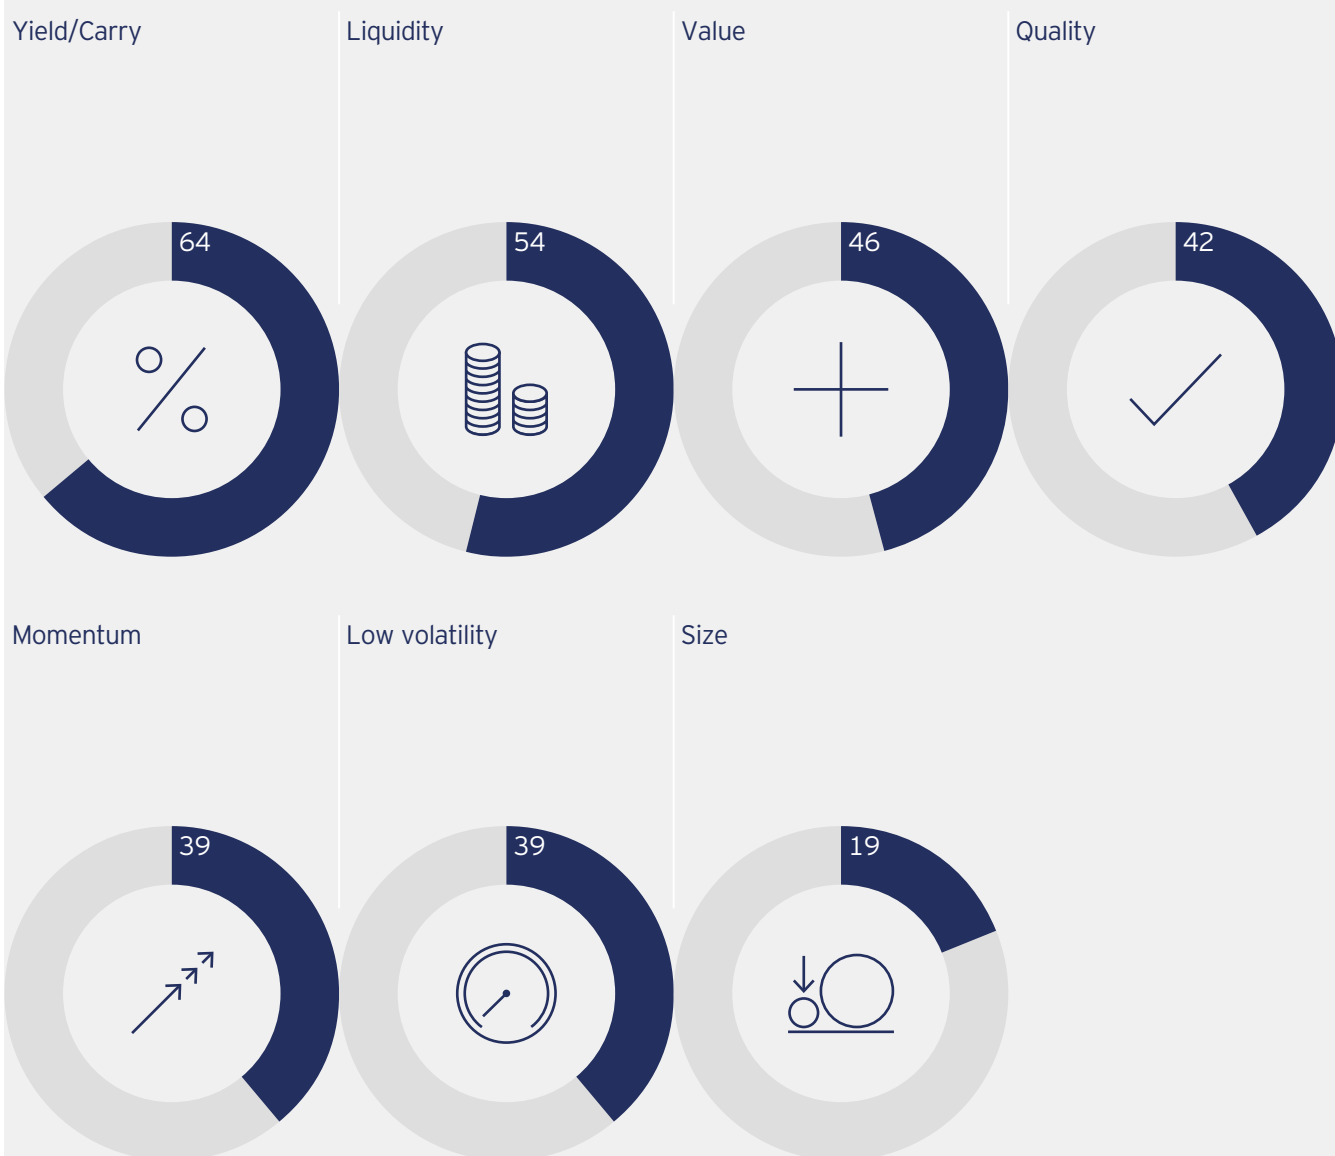 Yield/Carry
Liquidity
Value
Quality
64
54
46
42
Momentum
Low volatility
Size
39
39
19